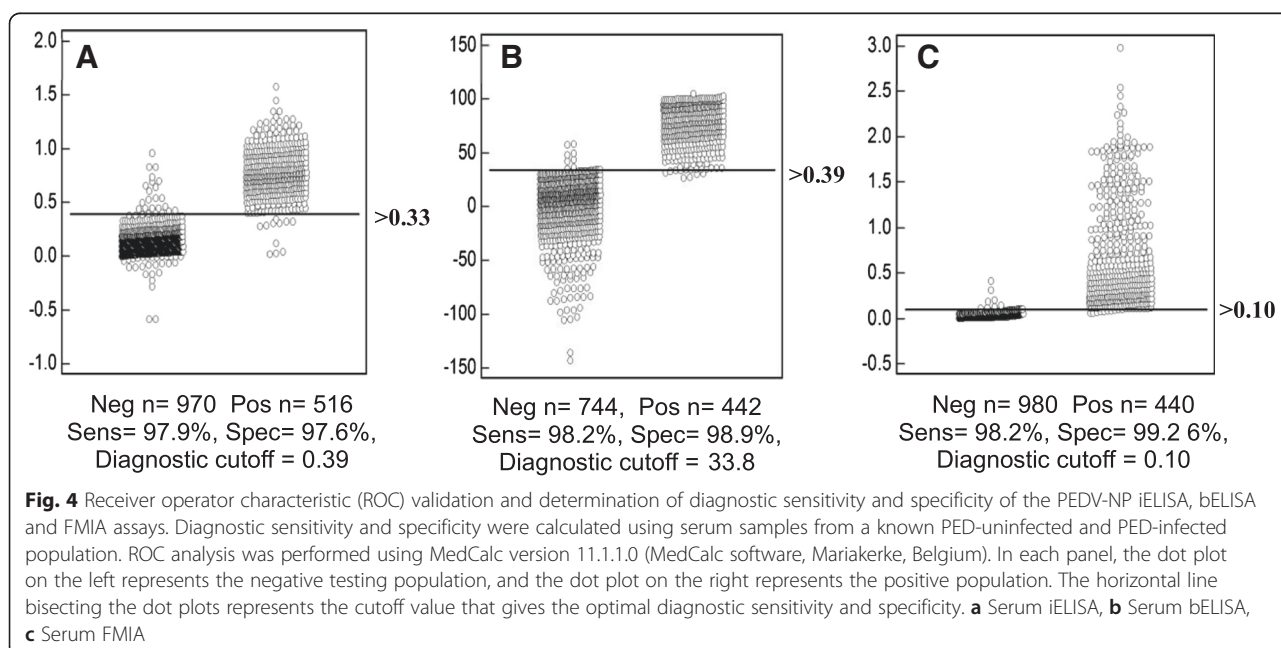 A
2.0
1.5
1.0
0.5
0.0
-0.5
-1.0
>0.33
Neg n= 970 Pos n= 516
Sens= 97.9%, Spec= 97.6%,
Diagnostic cutoff = 0.39
B
150
100
50
0
-50
-100
-150
>0.39
Neg n= 744, Pos n= 442
Sens= 98.2%, Spec= 98.9%,
Diagnostic cutoff = 33.8
C
3.0
2.5
2.0
1.5
1.0
0.5
0.0
-0.5
>0.10
Neg n= 980 Pos n= 440
Sens= 98.2%, Spec= 99.2 6%,
Diagnostic cutoff = 0.10
Fig. 4 Receiver operator characteristic (ROC) validation and determination of diagnostic sensitivity and specificity of the PEDV-NP iELISA, bELISA
and FMIA assays. Diagnostic sensitivity and specificity were calculated using serum samples from a known PED-uninfected and PED-infected
population. ROC analysis was performed using MedCalc version 11.1.1.0 (MedCalc software, Mariakerke, Belgium). In each panel, the dot plot
on the left represents the negative testing population, and the dot plot on the right represents the positive population. The horizontal line
bisecting the dot plots represents the cutoff value that gives the optimal diagnostic sensitivity and specificity. a Serum iELISA, b Serum bELISA,
c Serum FMIA